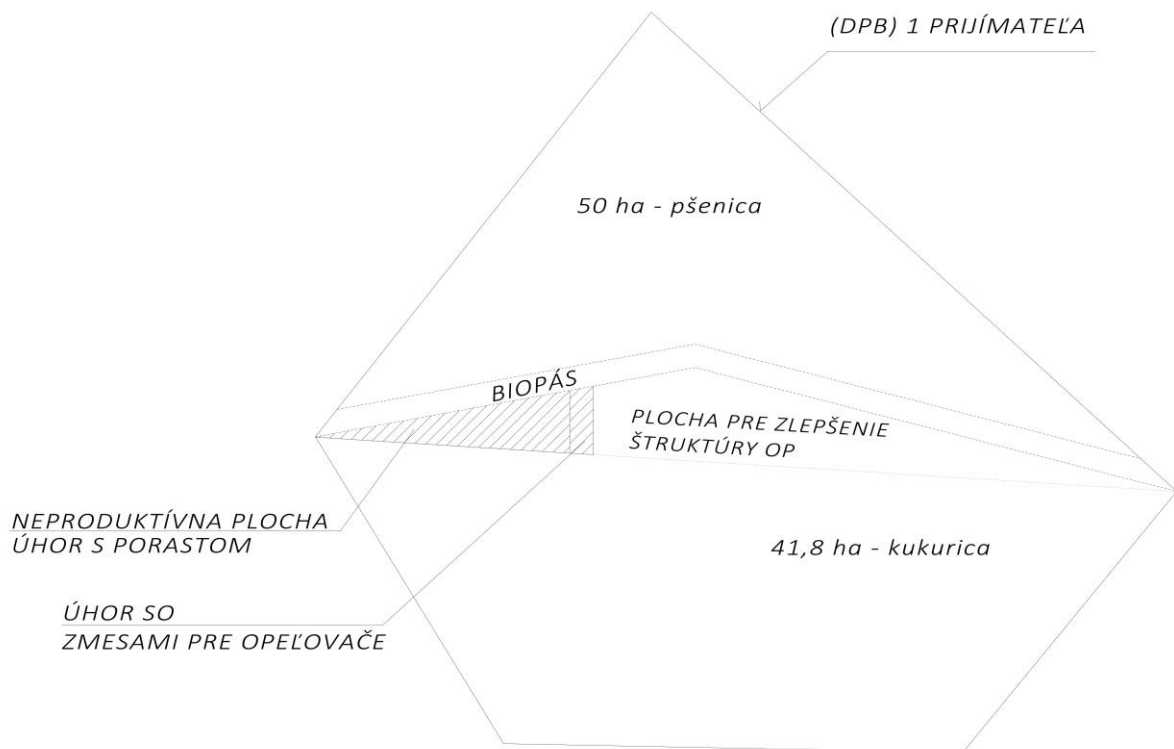 (DPB) 1 PRIJÍMATEĽA
50 ha - pšenica
BIOPÁS
PLOCHA PRE ZLEPŠENIE
ŠTRUKTÚRY OP
NEPRODUKTÍVNA PLOCHA
ÚHOR S PORASTOM
41,8 ha - kukurica
ÚHOR SO
ZMESAMI PRE OPEĽOVAČE